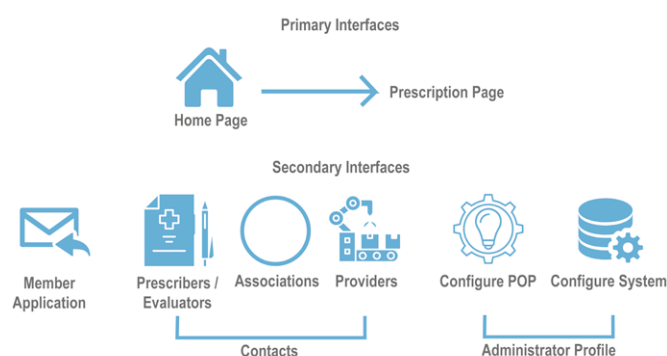 Primary Interfaces
Home Page
Prescription Page
Secondary Interfaces
Member
Application
Prescribers /
Evaluators
Associations
Providers
Configure POP
Configure System
Contacts
Administrator Profile